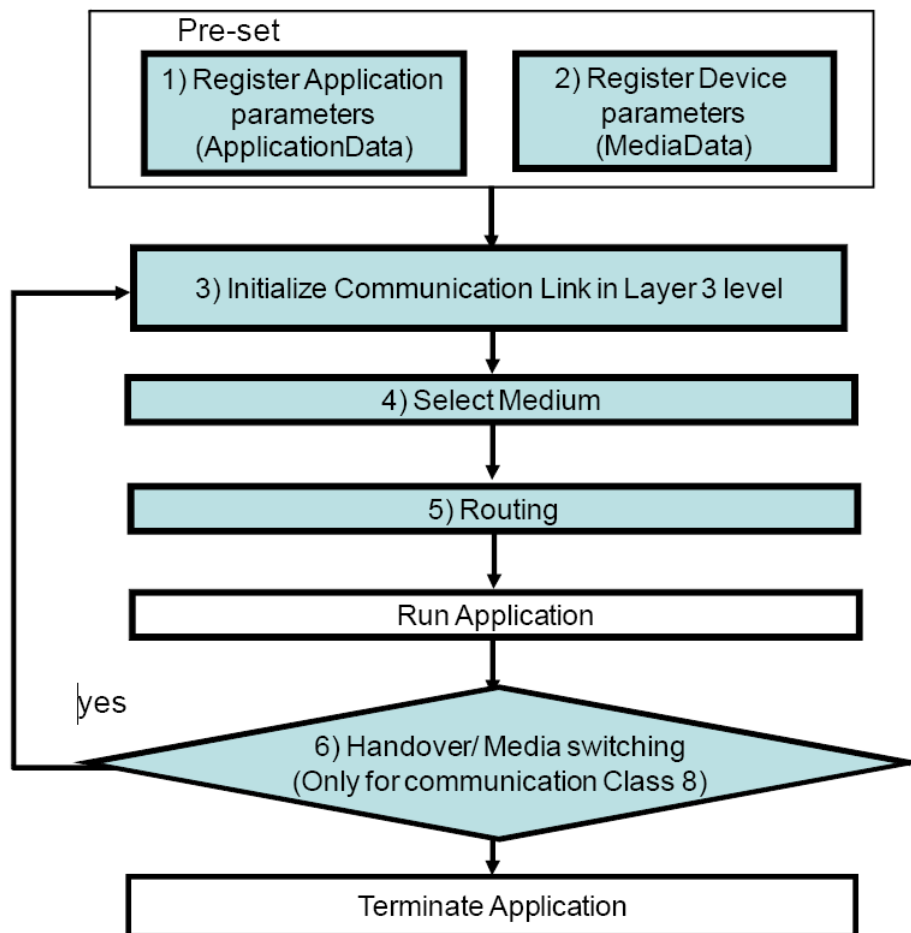 Pre-set
1) Register Application
parameters
(ApplicationData)
2) Register Device
parameters
(MediaData)
3) Initialize Communication Link in Layer 3 level
4) Select Medium
5) Routing
Run Application
yes
6) Handover/ Media switching
(Only for communication Class 8)
Terminate Application